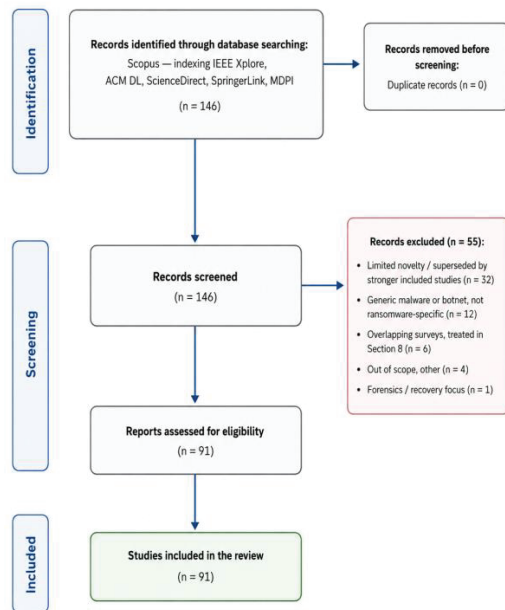 Identification
Records identified through database searching:
Scopus — indexing IEEE Xplore,
ACM DL, ScienceDirect, SpringerLink, MDPI
(n = 146)
Records removed before
screening:
Duplicate records (n = 0)
Screening
Records screened
(n = 146)
Records excluded (n = 55):
• Limited novelty / superseded by
stronger included studies (n = 32)
• Generic malware or botnet, not
ransomware-specific (n = 12)
• Overlapping surveys, treated in
Section 8 (n = 6)
• Out of scope, other (n = 4)
• Forensics / recovery focus (n = 1)
Reports assessed for eligibility
(n = 91)
Included
Studies included in the review
(n = 91)